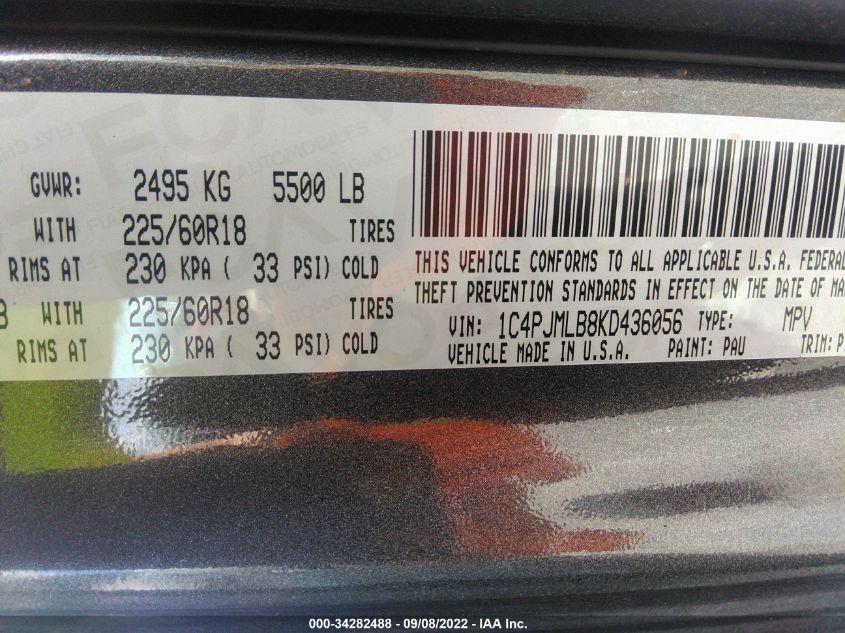 GVWR: 2495 KG 5500 LB
WITH 225/60R18 TIRES
RIMS AT 230 KPA ( 33 PSI) COLD
WITH 225/60R18 TIRES
RIMS AT 230 KPA ( 33 PSI) COLD
THIS VEHICLE CONFORMS TO ALL APPLICABLE U.S.A. FEDERAL
THEFT PREVENTION STANDARDS IN EFFECT ON THE DATE OF MA
VIN: 1C4PJMLB8KD436056 TYPE: MPV
VEHICLE MADE IN U.S.A. PAINT: PAU TRIM: P
000-34282488 - 09/08/2022 - IAA Inc.